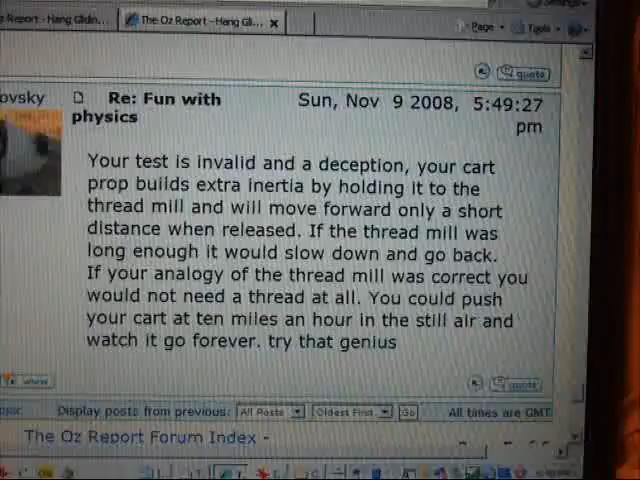 Report - Hang Glidin...
The Oz Report - Hang Gl...
Page
Tools
quote
ovsky
Re: Fun with physics
Sun, Nov 9 2008, 5:49:27 pm
Your test is invalid and a deception, your cart
prop builds extra inertia by holding it to the
thread mill and will move forward only a short
distance when released. If the thread mill was
long enough it would slow down and go back.
If your analogy of the thread mill was correct you
would not need a thread at all. You could push
your cart at ten miles an hour in the still air and
watch it go forever. try that genius
www
quote
Display posts from previous: All Posts Oldest First Go
All times are GMT
The Oz Report Forum Index -